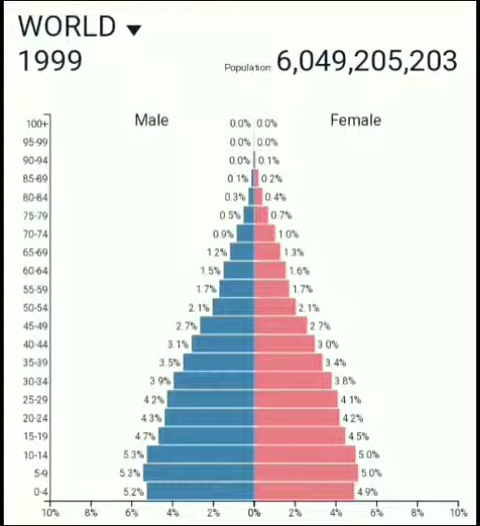 WORLD
1999
Population: 6,049,205,203
Male Female
100+ 0.0% 0.0%
95-99 0.0% 0.0%
90-94 0.0% 0.1%
85-89 0.1% 0.2%
80-84 0.3% 0.4%
75-79 0.5% 0.7%
70-74 0.9% 1.0%
65-69 1.2% 1.3%
60-64 1.5% 1.6%
55-59 1.7% 1.7%
50-54 2.1% 2.1%
45-49 2.7% 2.7%
40-44 3.1% 3.0%
35-39 3.5% 3.4%
30-34 3.9% 3.8%
25-29 4.2% 4.1%
20-24 4.3% 4.2%
15-19 4.7% 4.5%
10-14 5.3% 5.0%
5-9 5.3% 5.0%
0-4 5.2% 4.9%
10% 8% 6% 4% 2% 0% 2% 4% 6% 8% 10%